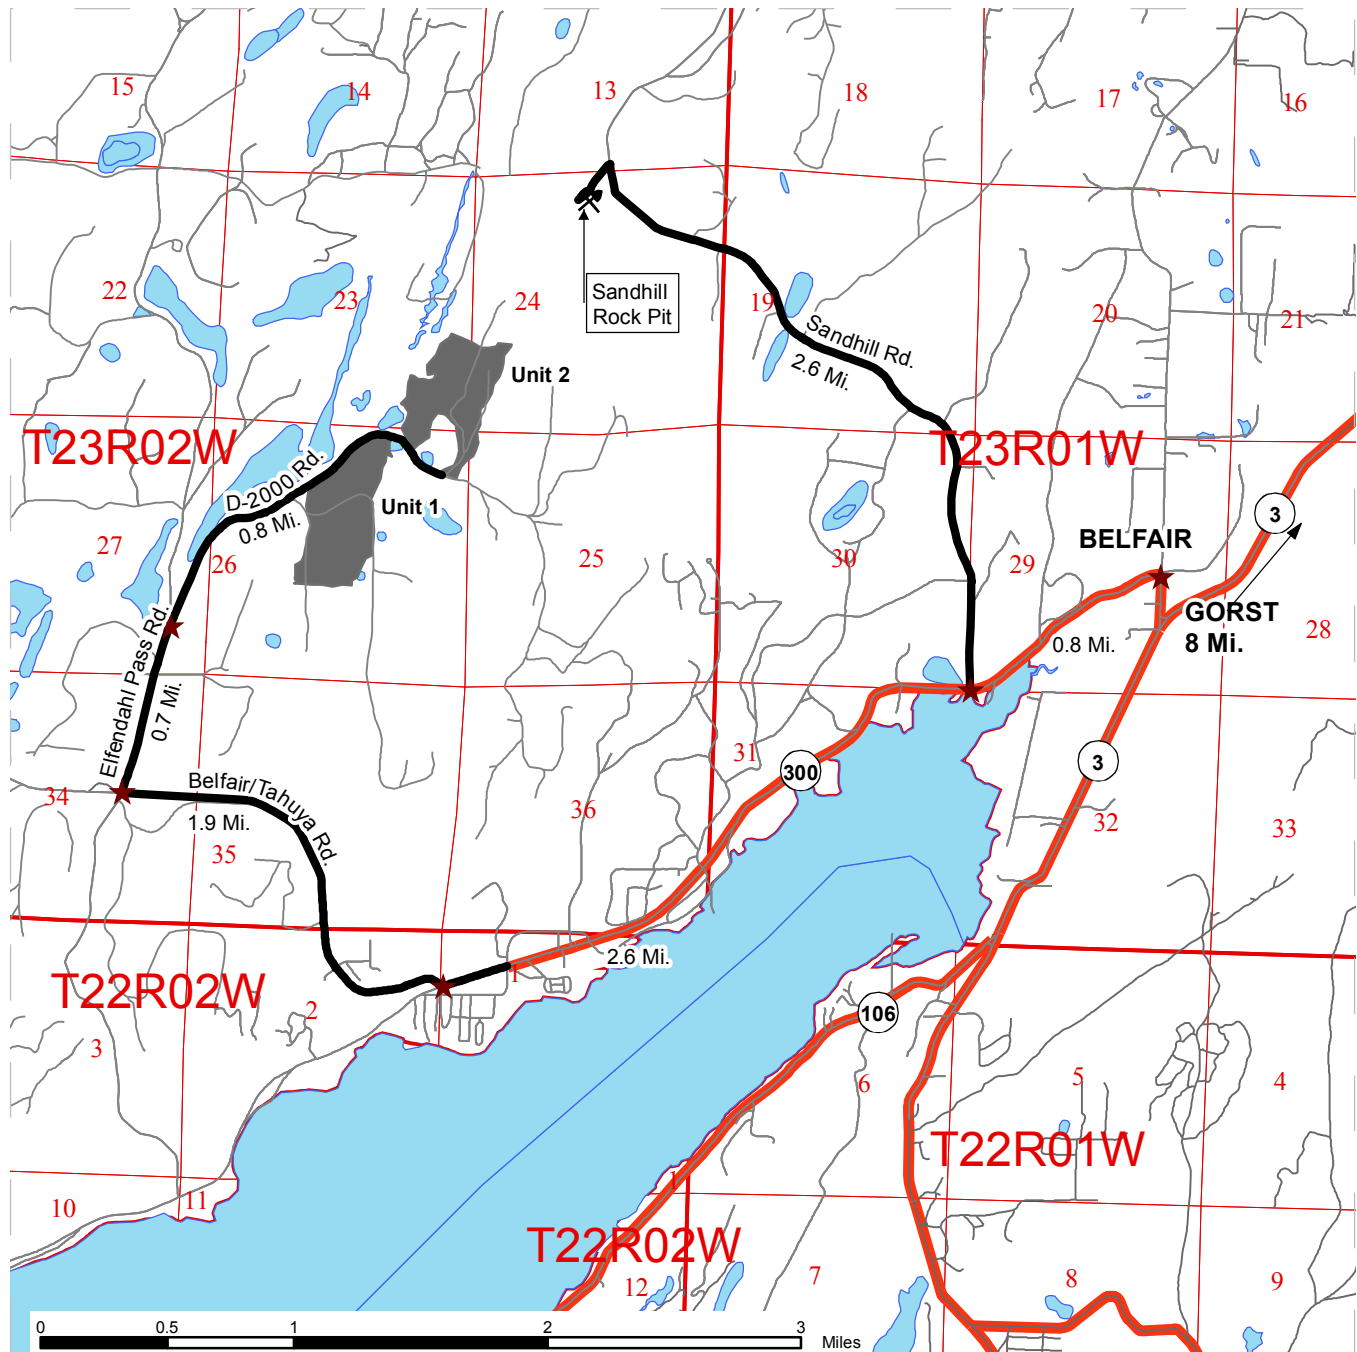 15
14
13
18
17
16
22
23
24
Sandhill
Rock Pit
19
20
21
Sandhill Rd.
2.6 Mi.
Unit 2
T23R02W
T23R01W
D-2000 Rd.
0.8 Mi.
Unit 1
3
27
26
25
30
29
BELFAIR
GORST
8 Mi.
28
Elfendahl Pass Rd.
0.7 Mi.
0.8 Mi.
31
300
3
34
Belfair/Tahuya Rd.
1.9 Mi.
35
36
32
33
2.6 Mi.
1
T22R02W
2
3
106
6
5
4
T22R01W
1
10
11
T22R02W
12
7
8
9
0
0.5
1
2
3
Miles